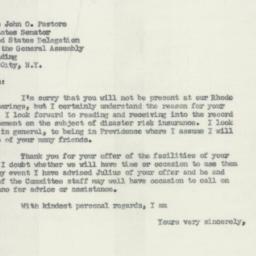 John O. Pastore
ates Senator
d States Delegation
the General Assembly
ding
City, N.Y.
:
I'm sorry that you will not be present at our Rhode
earings, but I certainly understand the reason for your
I look forward to reading and receiving into the record
ement on the subject of disaster risk insurance. I look
in general, to being in Providence where I assume I will
of your many friends.
Thank you for your offer of the facilities of your
I doubt whether we will have time or occasion to use them
y event I have advised Julius of your offer and he and
of the Committee staff may well have occasion to call on
ano for advice or assistance.
With kindest personal regards, I am
Yours very sincerely,